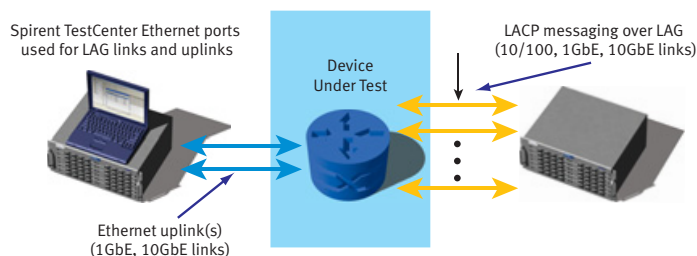 Spirent TestCenter Ethernet ports
used for LAG links and uplinks
Device
Under Test
LACP messaging over LAG
(10/100, 1GbE, 10GbE links)
Ethernet uplink(s)
(1GbE, 10GbE links)